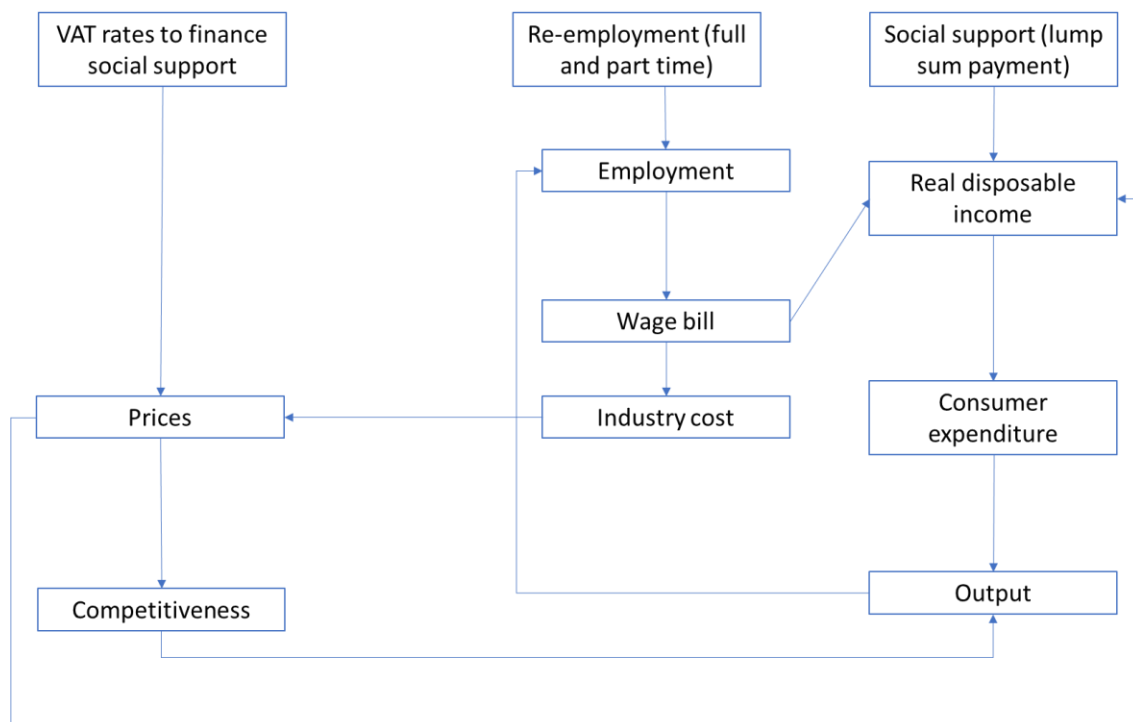 VAT rates to finance
social support
Re-employment (full
and part time)
Social support (lump
sum payment)
Employment
Real disposable
income
Wage bill
Prices
Industry cost
Consumer
expenditure
Competitiveness
Output